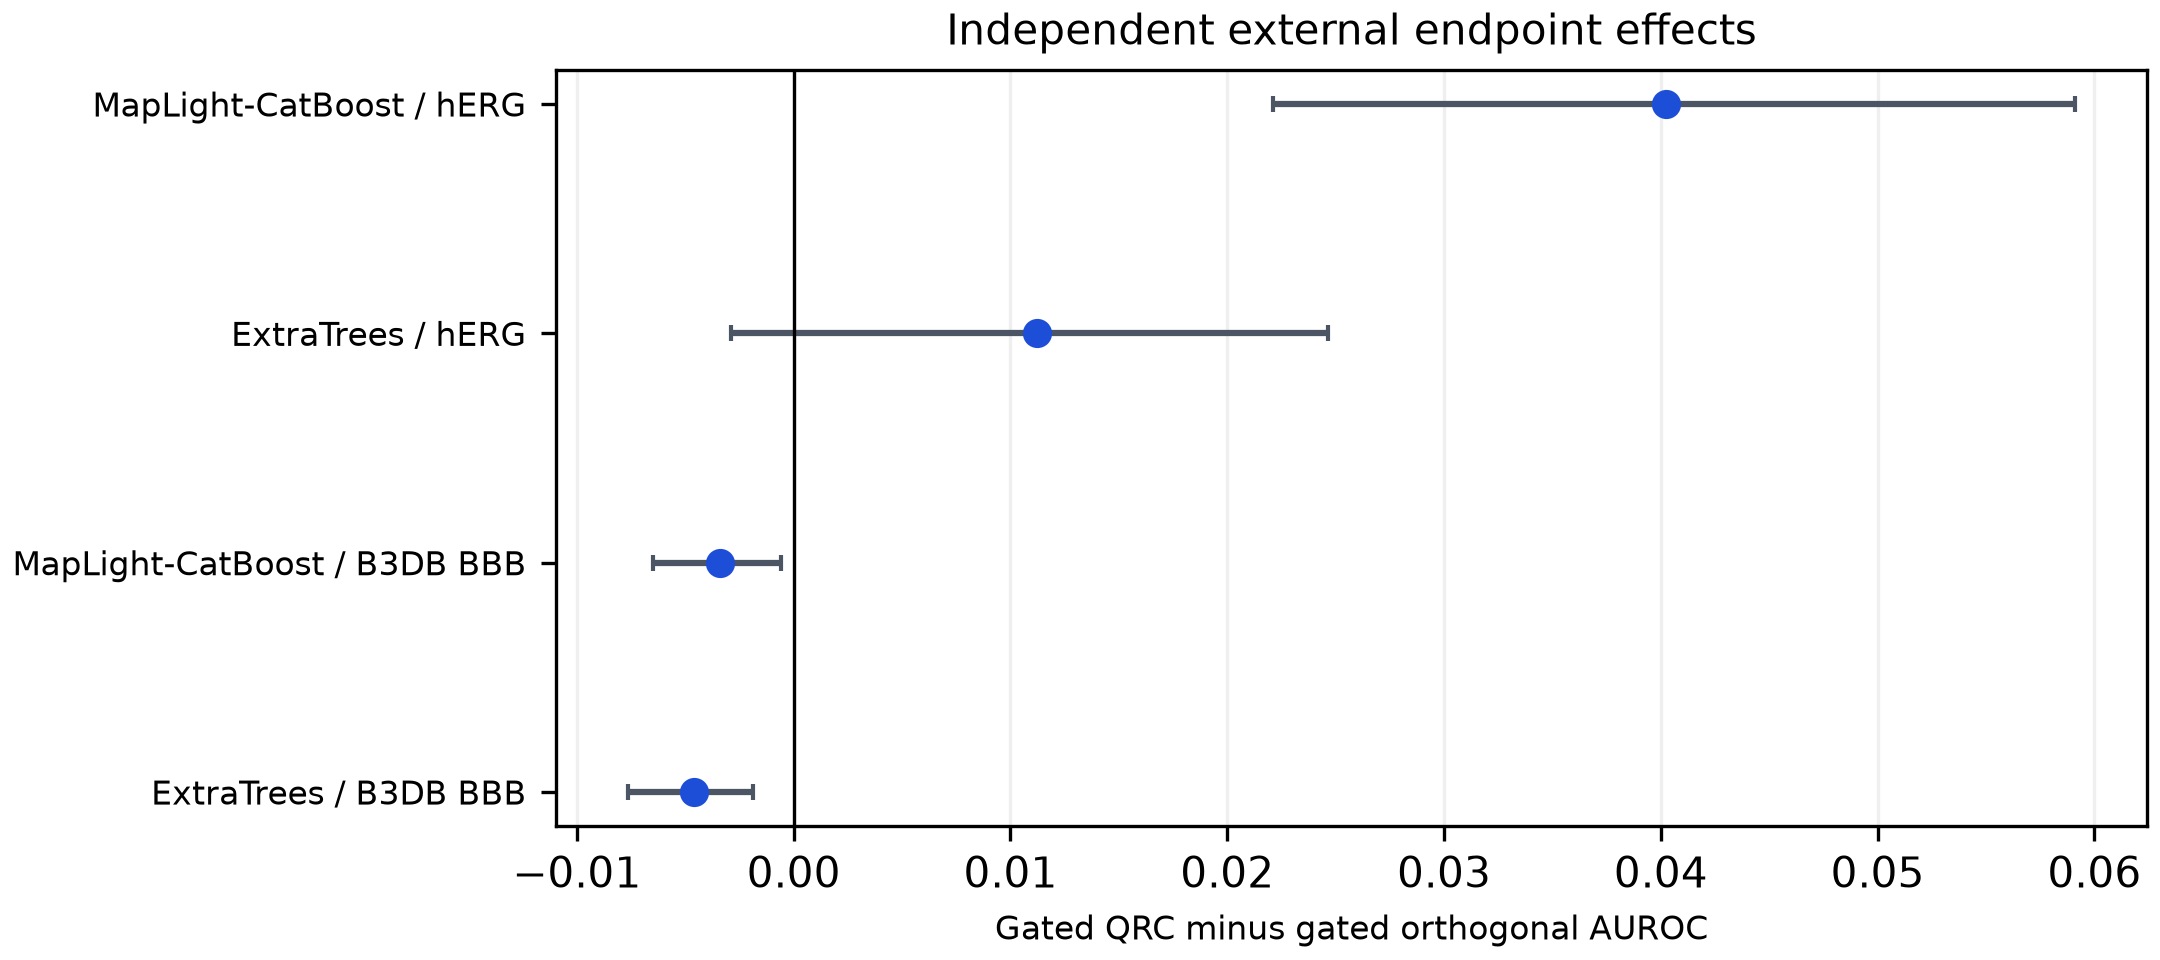 Independent external endpoint effects
MapLight-CatBoost / hERG
ExtraTrees / hERG
MapLight-CatBoost / B3DB BBB
ExtraTrees / B3DB BBB
−0.01 0.00 0.01 0.02 0.03 0.04 0.05 0.06
Gated QRC minus gated orthogonal AUROC